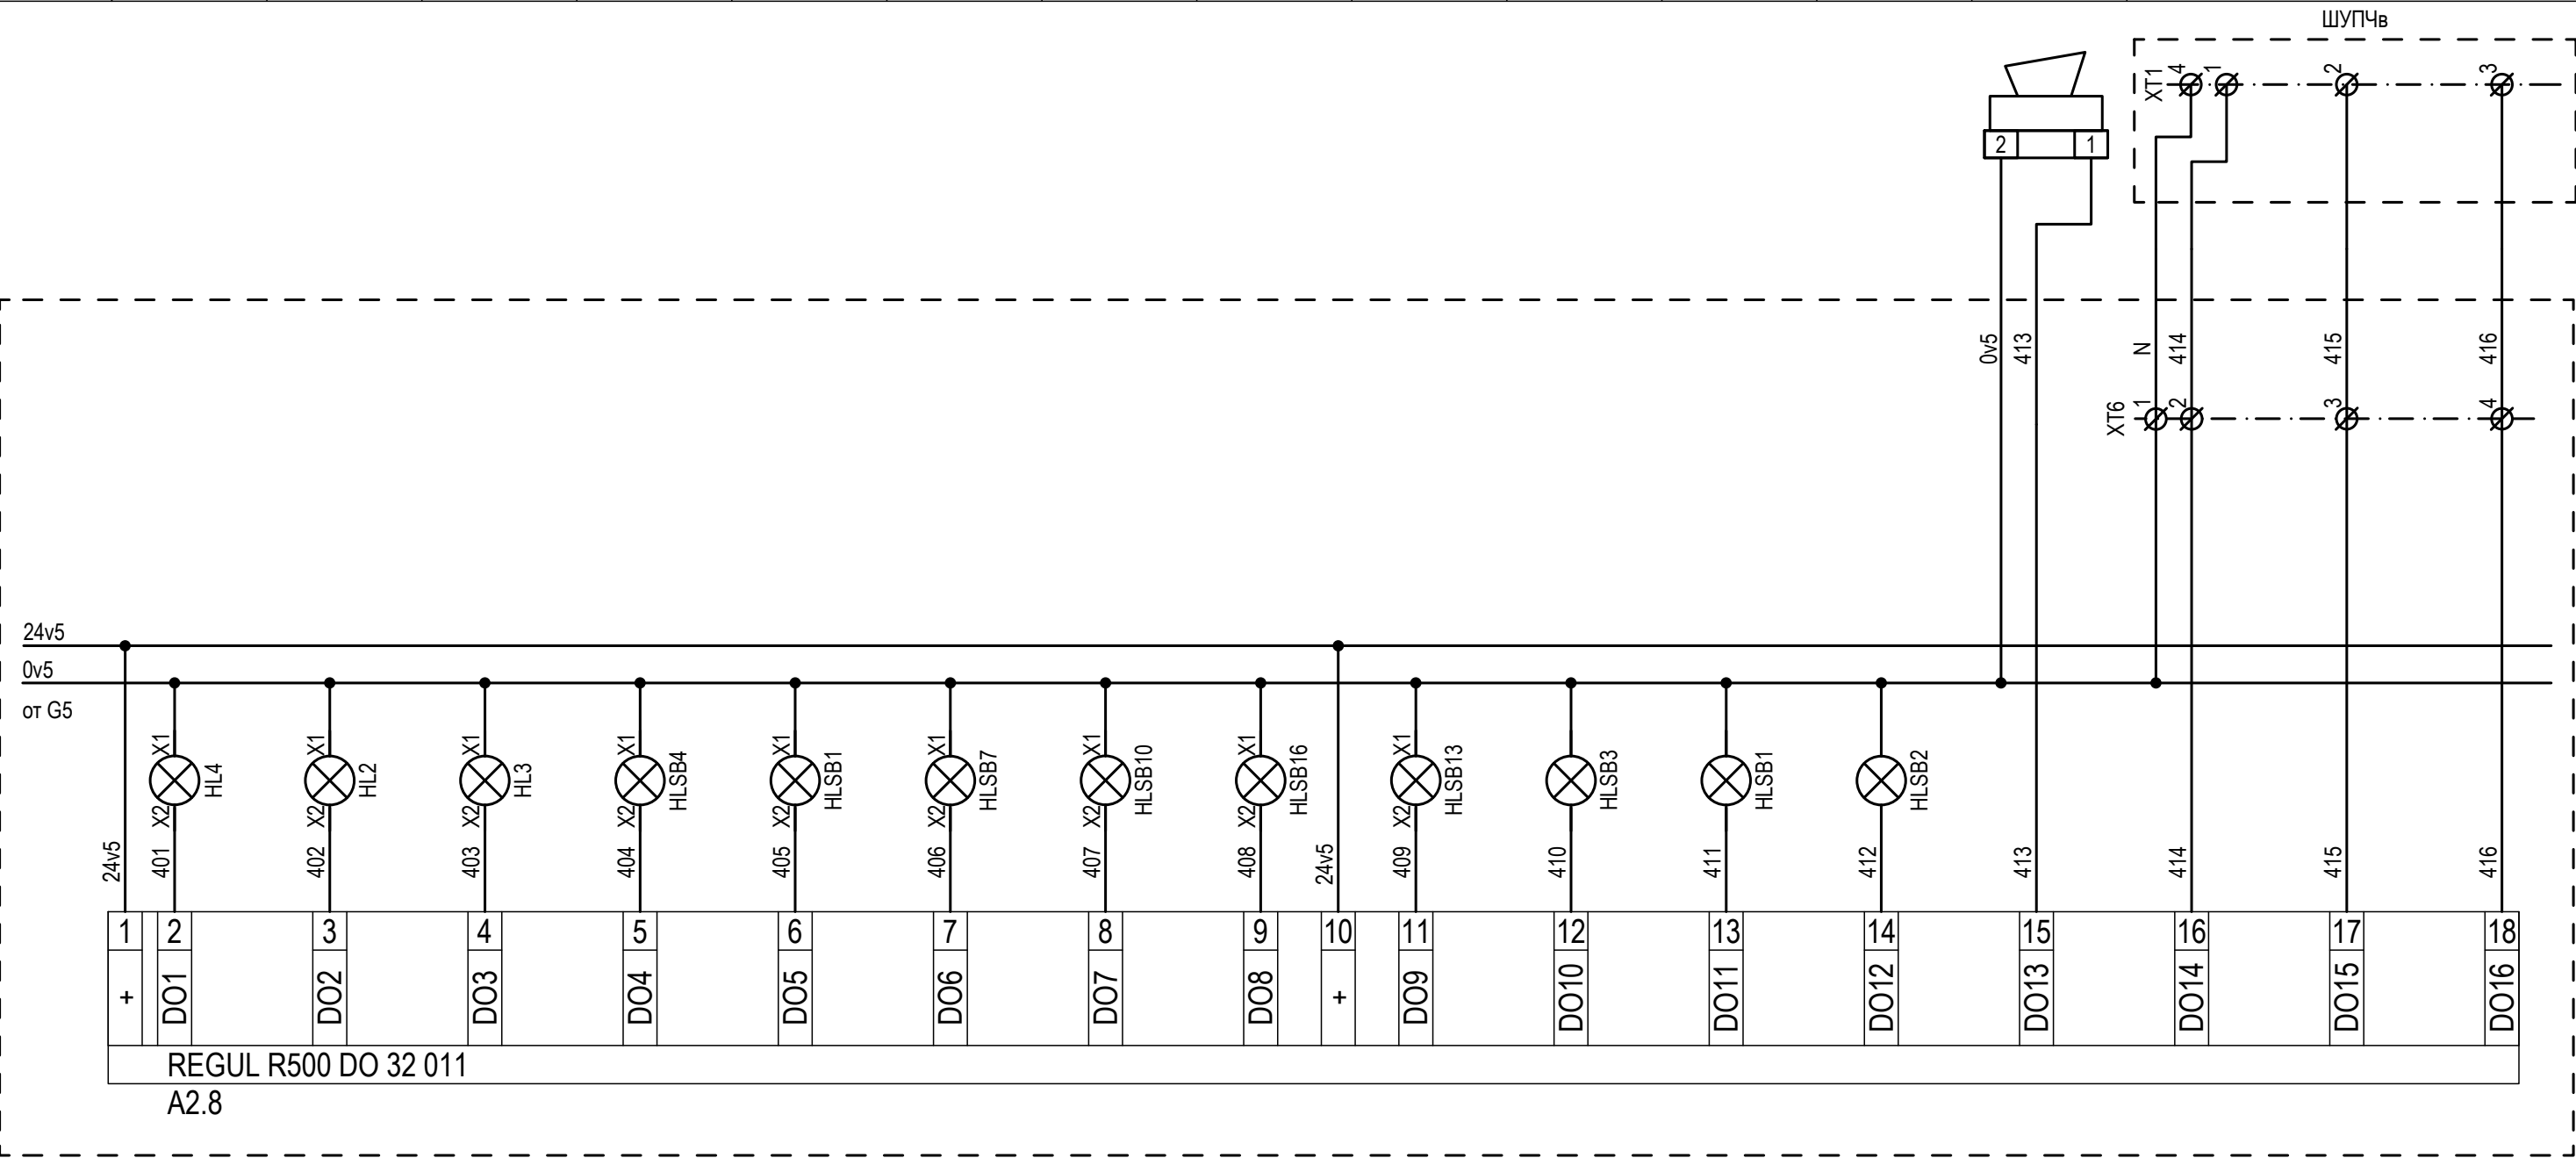 ШУПЧв
XT1 4 1 2 3
2 1
0v5 413 N 414 415 416
XT6 1 2 3 4
24v5
0v5
от G5
X1 X1 X1 X1 X1 X1 X1 X1 X1
HL4 HL2 HL3 HLSB4 HLSB1 HLSB7 HLSB10 HLSB16 HLSB13 HLSB3 HLSB1 HLSB2
X2 X2 X2 X2 X2 X2 X2 X2 X2
24v5 401 402 403 404 405 406 407 408 24v5 409 410 411 412 413 414 415 416
1 2 3 4 5 6 7 8 9 10 11 12 13 14 15 16 17 18
+ DO1 DO2 DO3 DO4 DO5 DO6 DO7 DO8 + DO9 DO10 DO11 DO12 DO13 DO14 DO15 DO16
REGUL R500 DO 32 011
A2.8